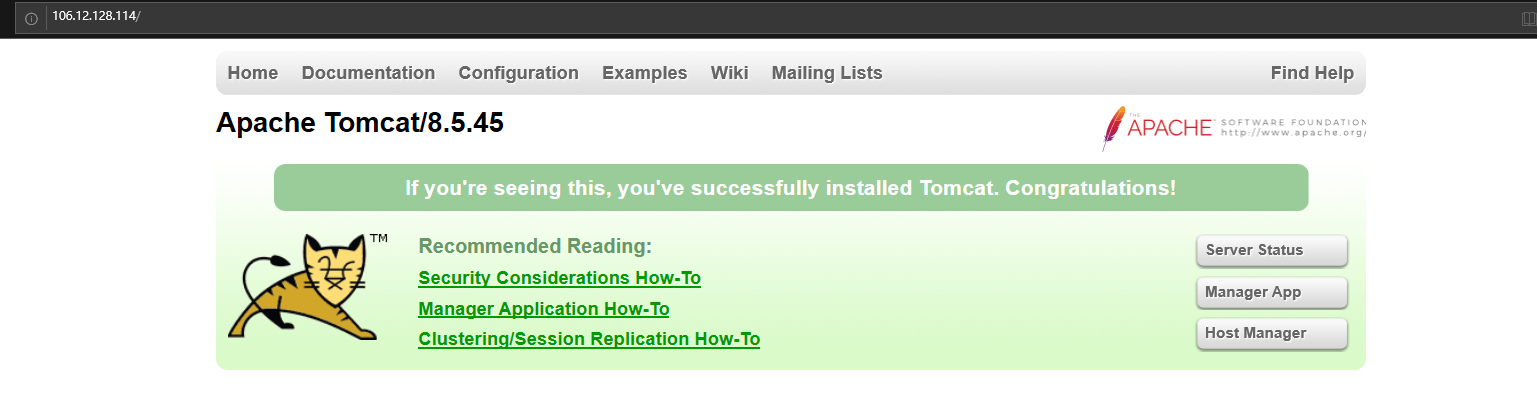 106.12.128.114/
Home Documentation Configuration Examples Wiki Mailing Lists Find Help
Apache Tomcat/8.5.45
THE APACHE™ SOFTWARE FOUNDATION
http://www.apache.org/
If you're seeing this, you've successfully installed Tomcat. Congratulations!
TM
Recommended Reading:
Security Considerations How-To
Manager Application How-To
Clustering/Session Replication How-To
Server Status
Manager App
Host Manager